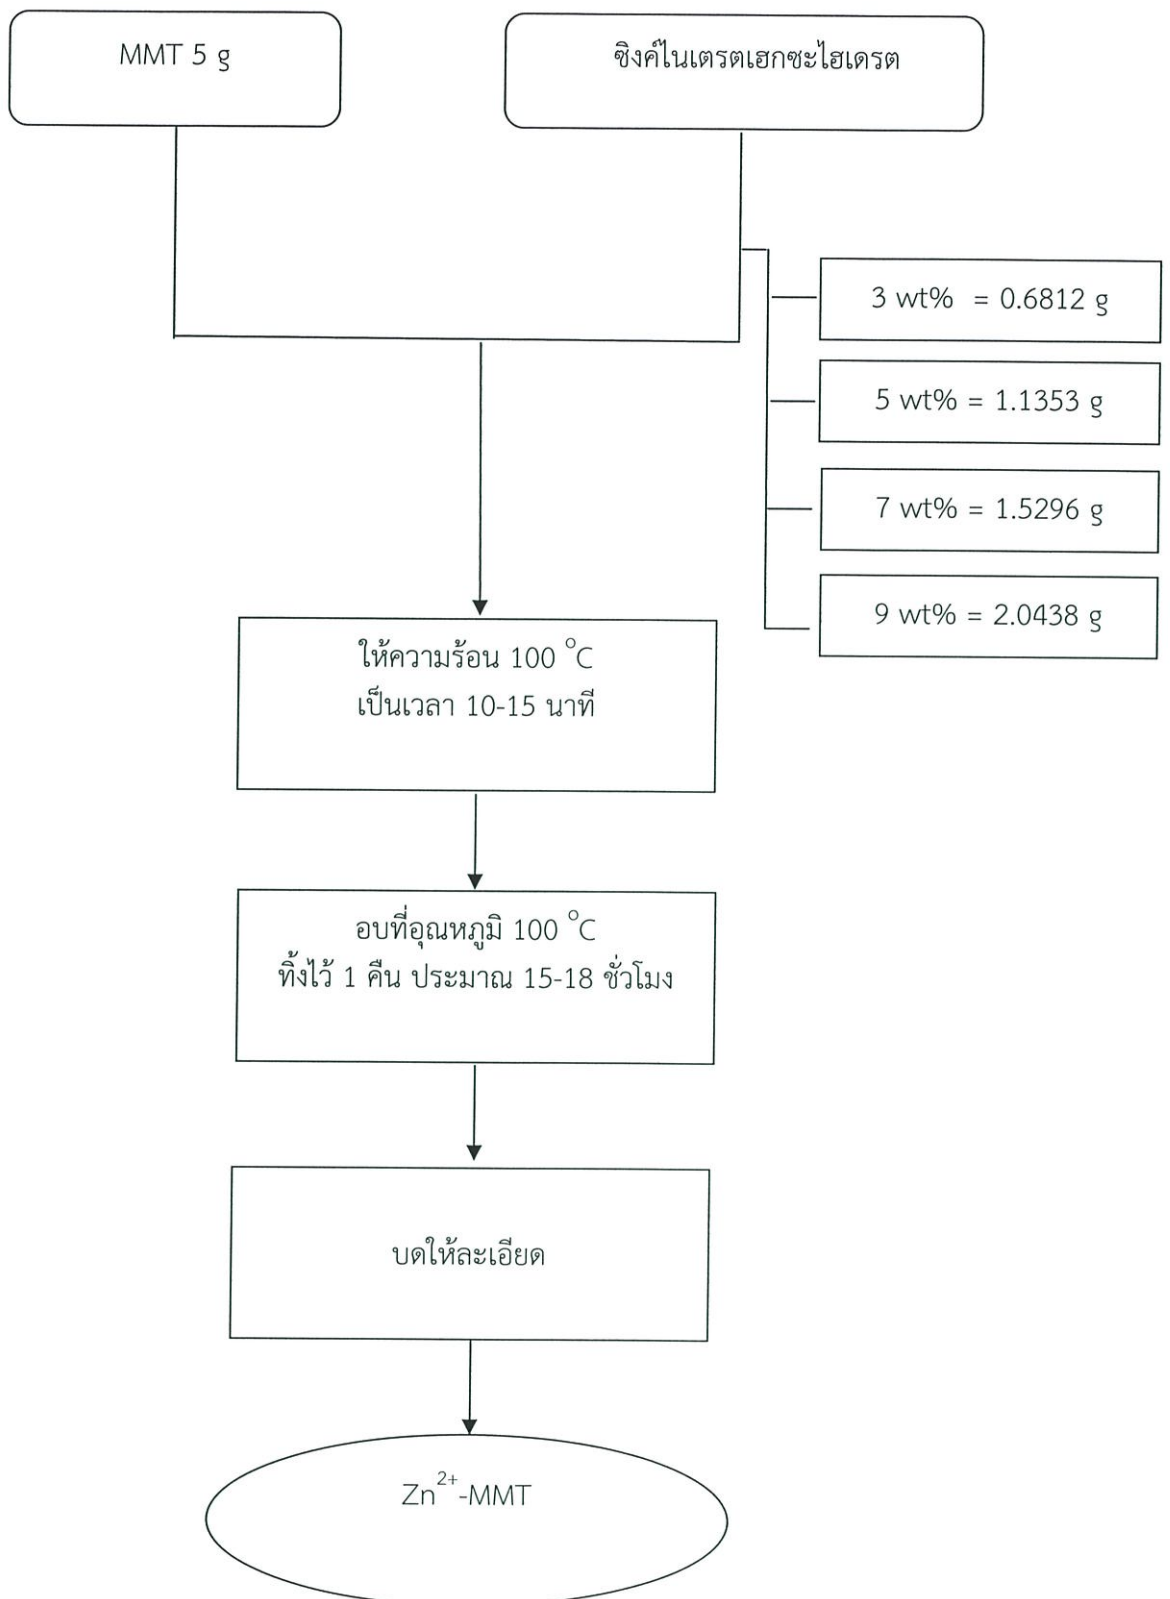 MMT 5 g
ซิงค์ไนเตรตเฮกซะไฮเดรต
3 wt% = 0.6812 g
5 wt% = 1.1353 g
7 wt% = 1.5296 g
9 wt% = 2.0438 g
ให้ความร้อน 100 °C
เป็นเวลา 10-15 นาที
อบที่อุณหภูมิ 100 °C
ทิ้งไว้ 1 คืน ประมาณ 15-18 ชั่วโมง
บดให้ละเอียด
Zn²⁺-MMT